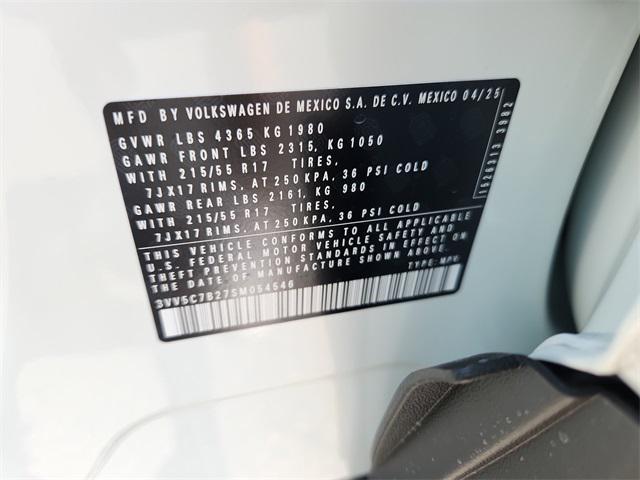 MFD BY VOLKSWAGEN DE MEXICO S.A. DE C.V. MEXICO 04/25
GVWR LBS 4365 KG 1980
GAWR FRONT LBS 2315, KG 1050
WITH 215/55 R17 TIRES,
7JX17 RIMS, AT 250 KPA, 36 PSI COLD
GAWR REAR LBS 2161, KG 980
WITH 215/55 R17 TIRES,
7JX17 RIMS, AT 250 KPA, 36 PSI COLD
THIS VEHICLE CONFORMS TO ALL APPLICABLE
U.S. FEDERAL MOTOR VEHICLE SAFETY AND
THEFT PREVENTION STANDARDS IN EFFECT ON
THE DATE OF MANUFACTURE SHOWN ABOVE.
3VV5C7B27SM054546 TYPE: MPV
1526313 3982